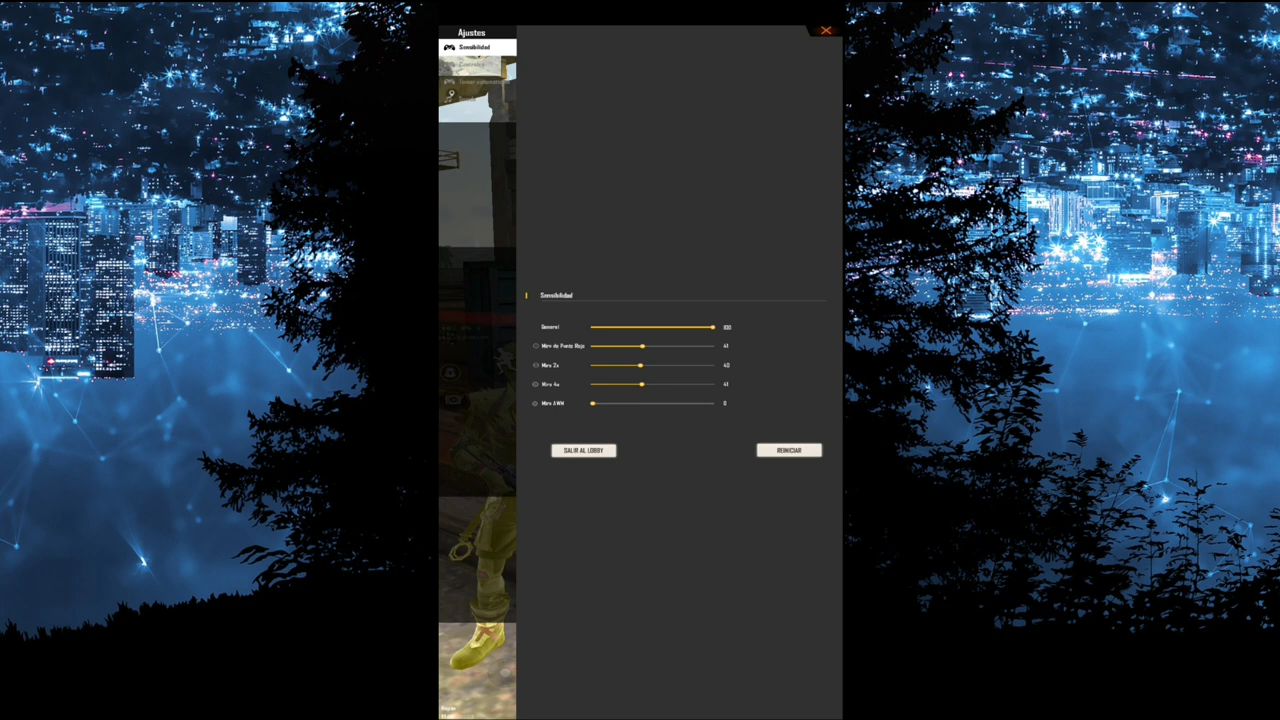 Ajustes
Sensibilidad
Controles
Sensibilidad
General 100
Mira de Punto Rojo 41
Mira 2x 40
Mira 4x 41
Mira AWM 0
SALIR AL LOBBY
REINICIAR